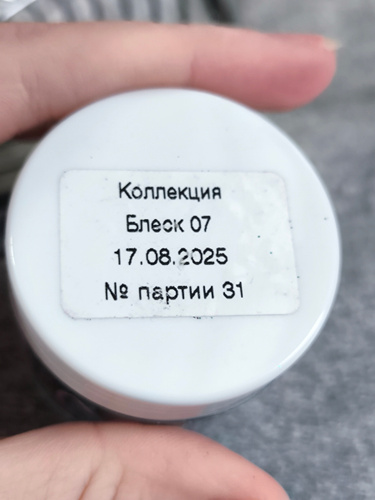 Коллекция
Блеск 07
17.08.2025
№ партии 31